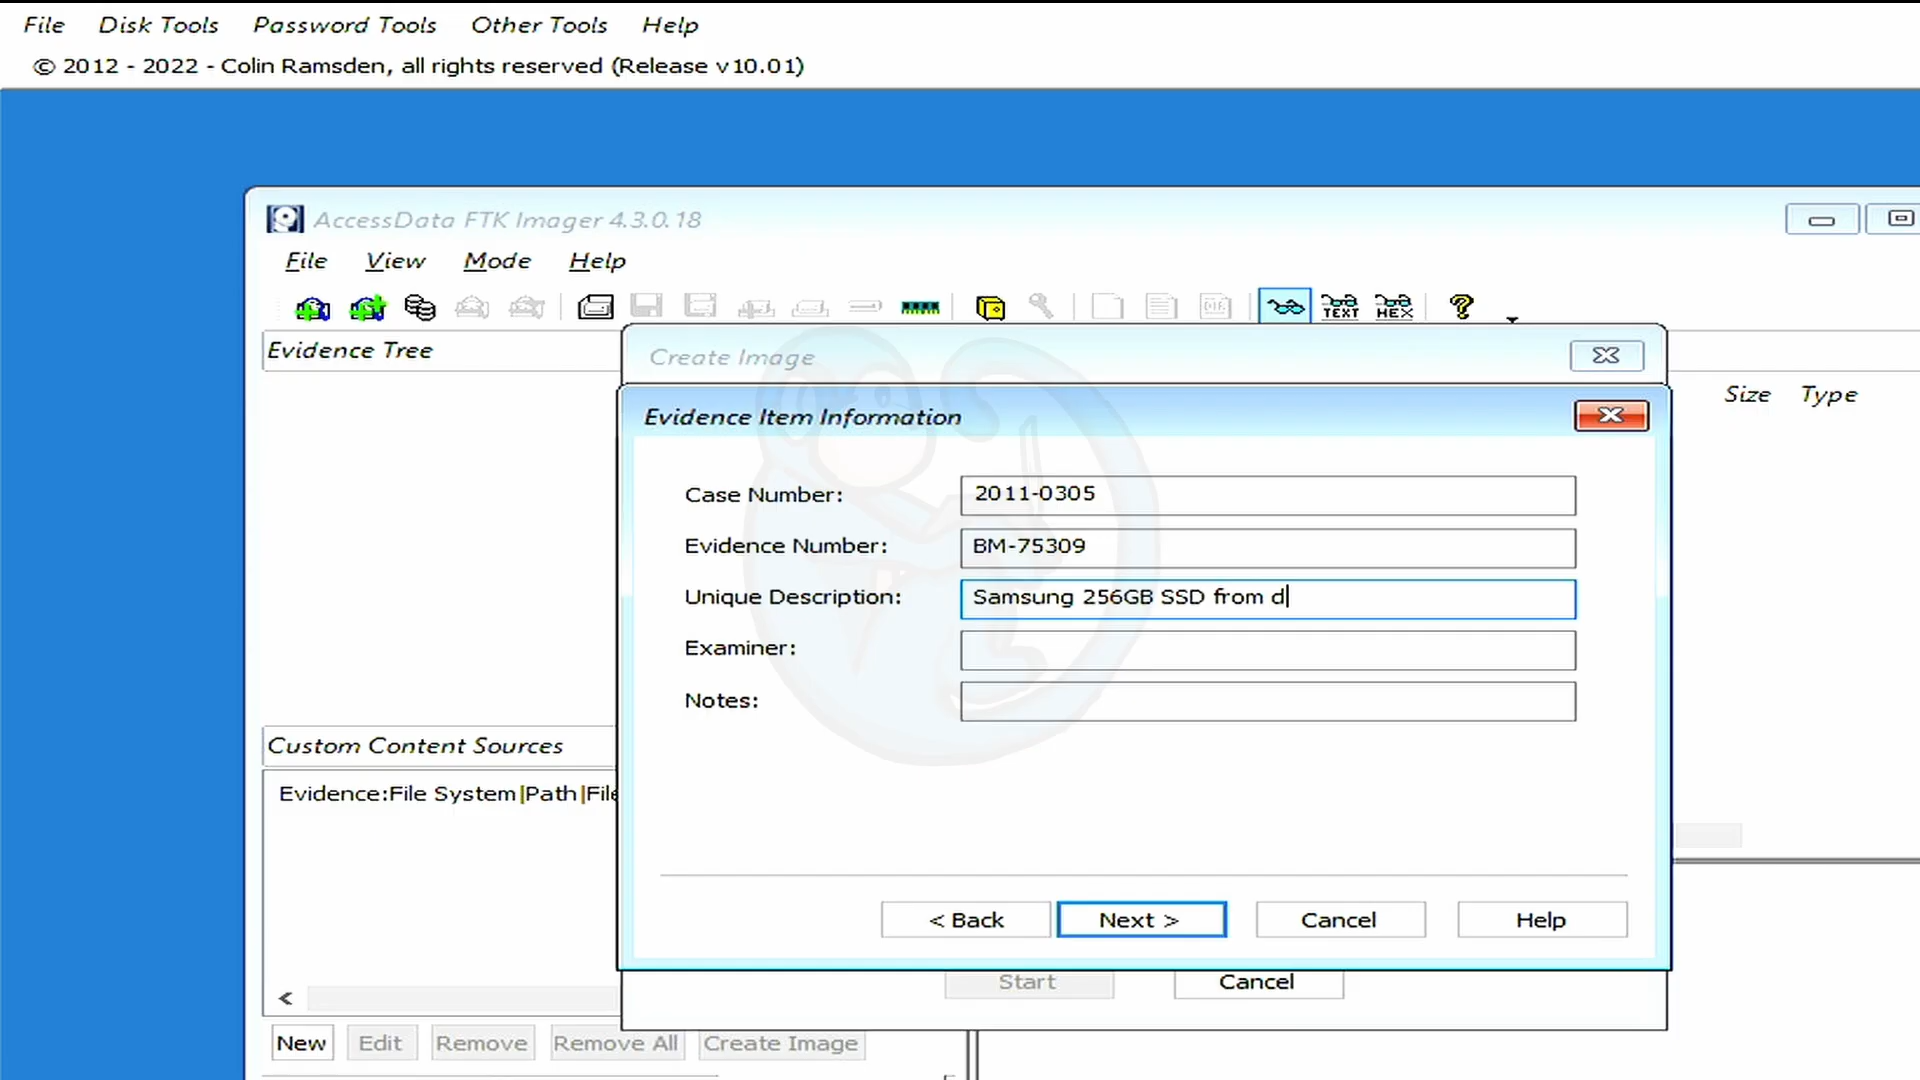 File Disk Tools Password Tools Other Tools Help
© 2012 - 2022 - Colin Ramsden, all rights reserved (Release v10.01)
AccessData FTK Imager 4.3.0.18
File View Mode Help
TEXT HEX
Evidence Tree
Create Image
Size Type
Evidence Item Information
Case Number: 2011-0305
Evidence Number: BM-75309
Unique Description: Samsung 256GB SSD from d
Examiner:
Notes:
Custom Content Sources
Evidence:File System|Path|File
< Back Next > Cancel Help
Start Cancel
New Edit Remove Remove All Create Image